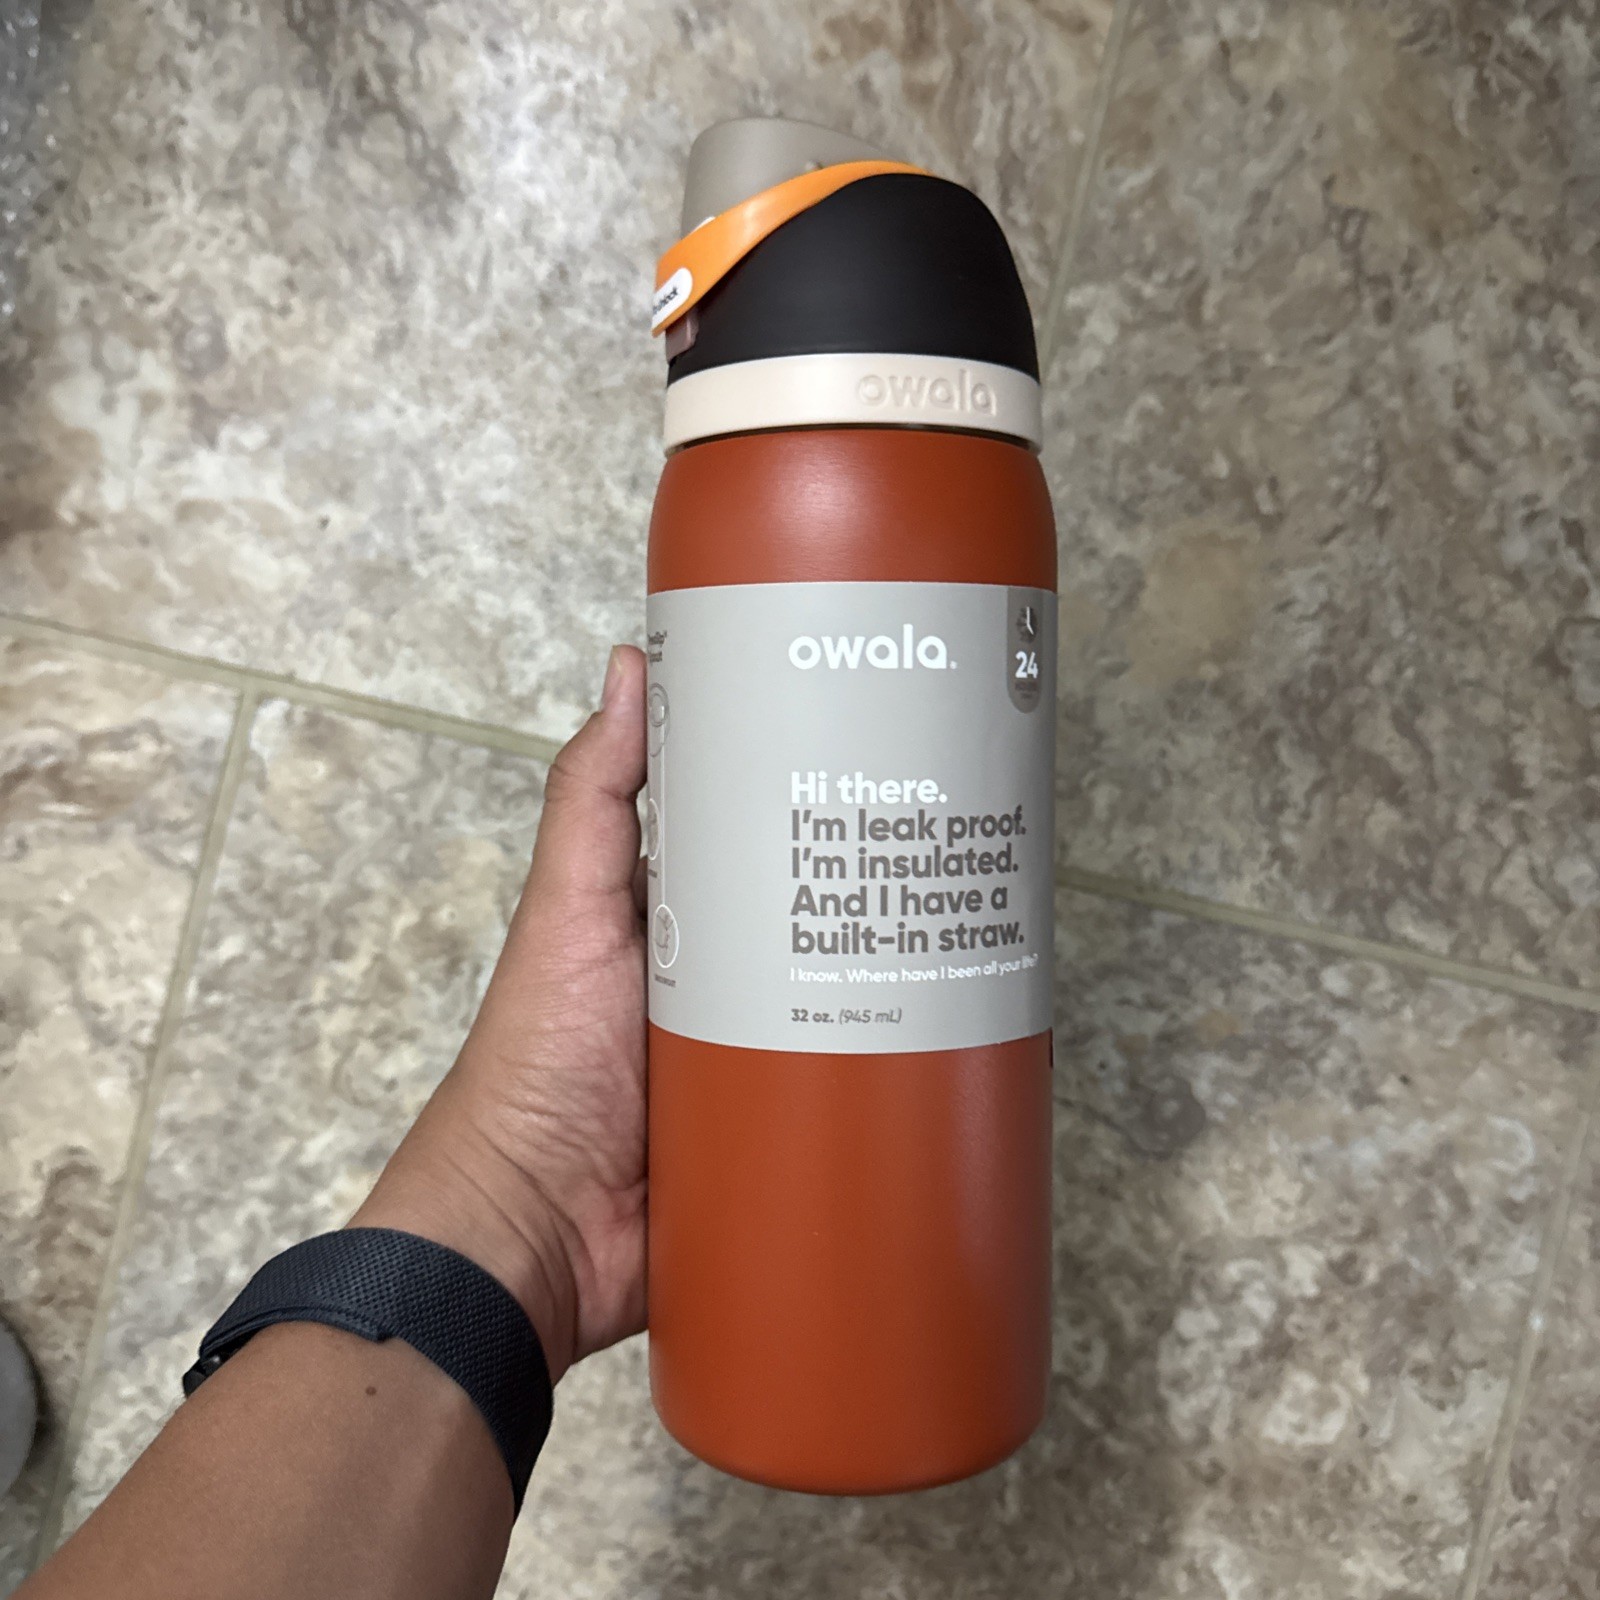 owala
owala.
24
Hi there.
I'm leak proof.
I'm insulated.
And I have a
built-in straw.
I know. Where have I been all your life?
32 oz. (945 mL)